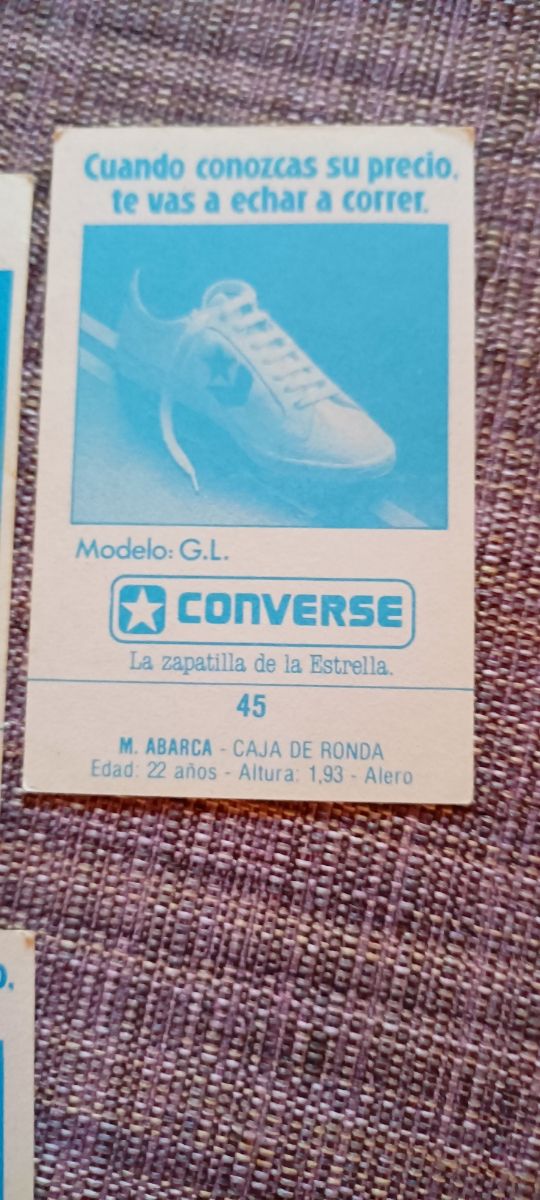 Cuando conozcas su precio,
te vas a echar a correr.
Modelo: G.L.
CONVERSE
La zapatilla de la Estrella.
45
M. ABARCA - CAJA DE RONDA
Edad: 22 años - Altura: 1,93 - Alero